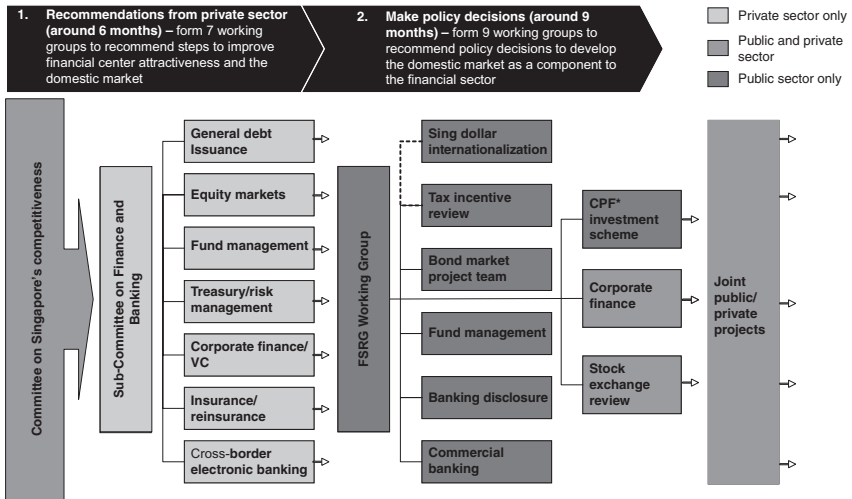 1. Recommendations from private sector
(around 6 months) – form 7 working
groups to recommend steps to improve
financial center attractiveness and the
domestic market
2. Make policy decisions (around 9
months) – form 9 working groups to
recommend policy decisions to develop
the domestic market as a component to
the financial sector
Private sector only
Public and private
sector
Public sector only
Committee on Singapore's competitiveness
Sub-Committee on Finance and
Banking
General debt
Issuance
Equity markets
Fund management
Treasury/risk
management
Corporate finance/
VC
Insurance/
reinsurance
Cross-border
electronic banking
FSRG Working Group
Sing dollar
internationalization
Tax incentive
review
Bond market
project team
Fund management
Banking disclosure
Commercial
banking
CPF*
investment
scheme
Corporate
finance
Stock
exchange
review
Joint
public/
private
projects